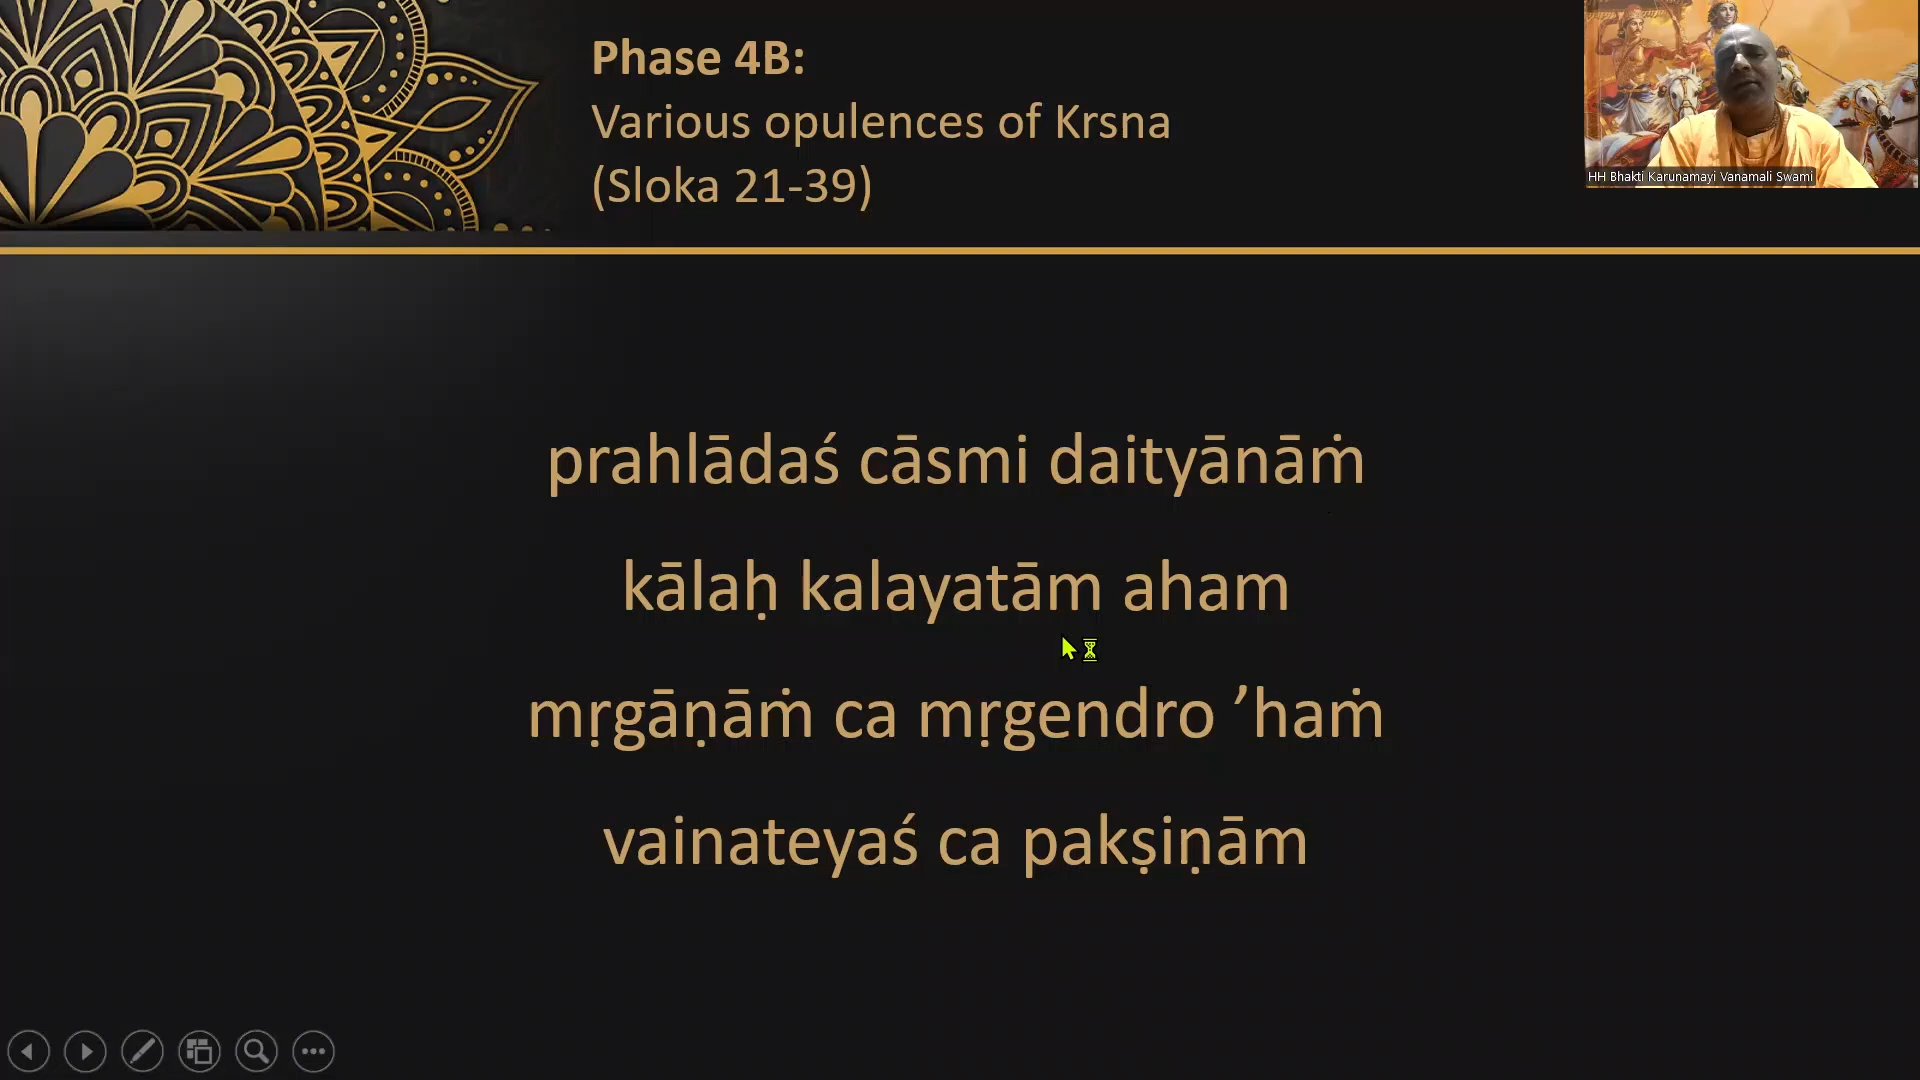 Phase 4B:
Various opulences of Krsna
(Sloka 21-39)
HH Bhakti Karunamayi Vanamali Swami
prahlādaś cāsmi daityānāṁ
kālaḥ kalayatām aham
mṛgāṇāṁ ca mṛgendro ’haṁ
vainateyaś ca pakṣiṇām